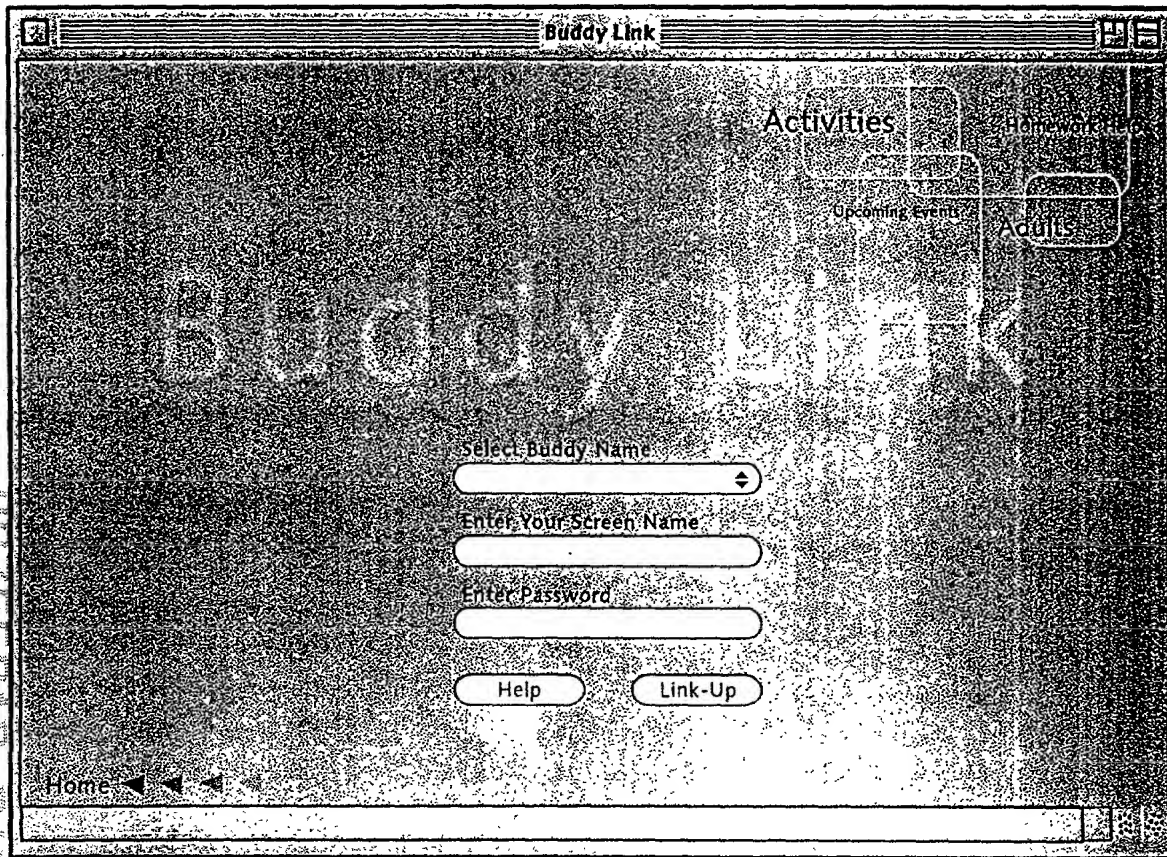 Buddy Link
Activities
Homework Help
Upcoming Events
Adults
Buddy Link
Select Buddy Name
Enter Your Screen Name
Enter Password
Help
Link-Up
Home